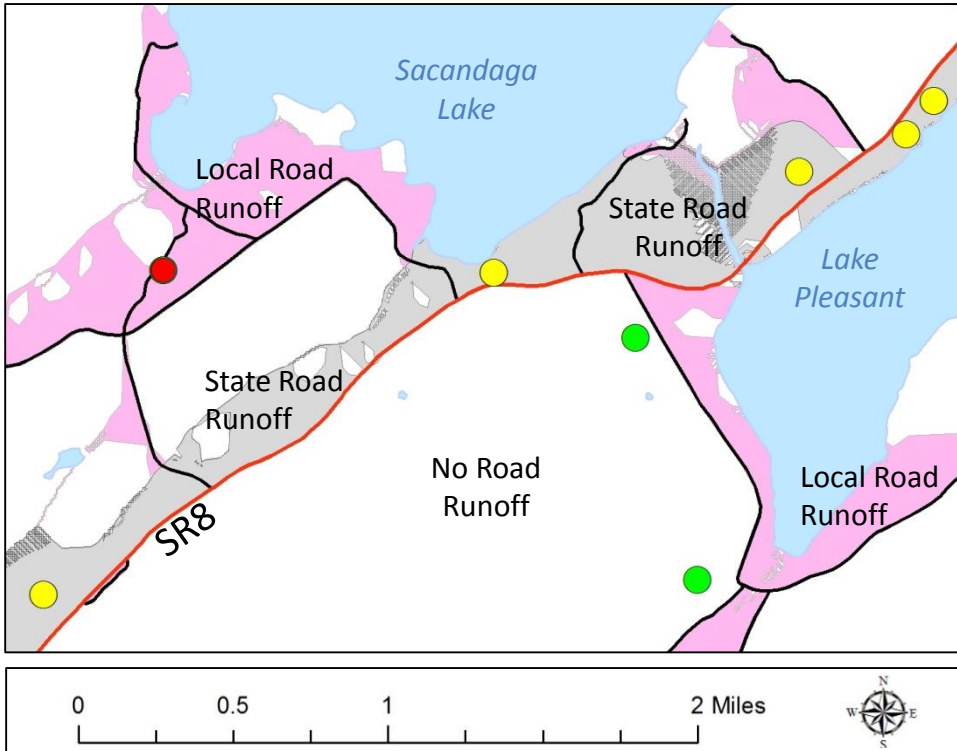 Sacandaga
Lake
Local Road
Runoff
State Road
Runoff
Lake
Pleasant
State Road
Runoff
No Road
Runoff
Local Road
Runoff
SR8
0 0.5 1 2 Miles
N
W E
S